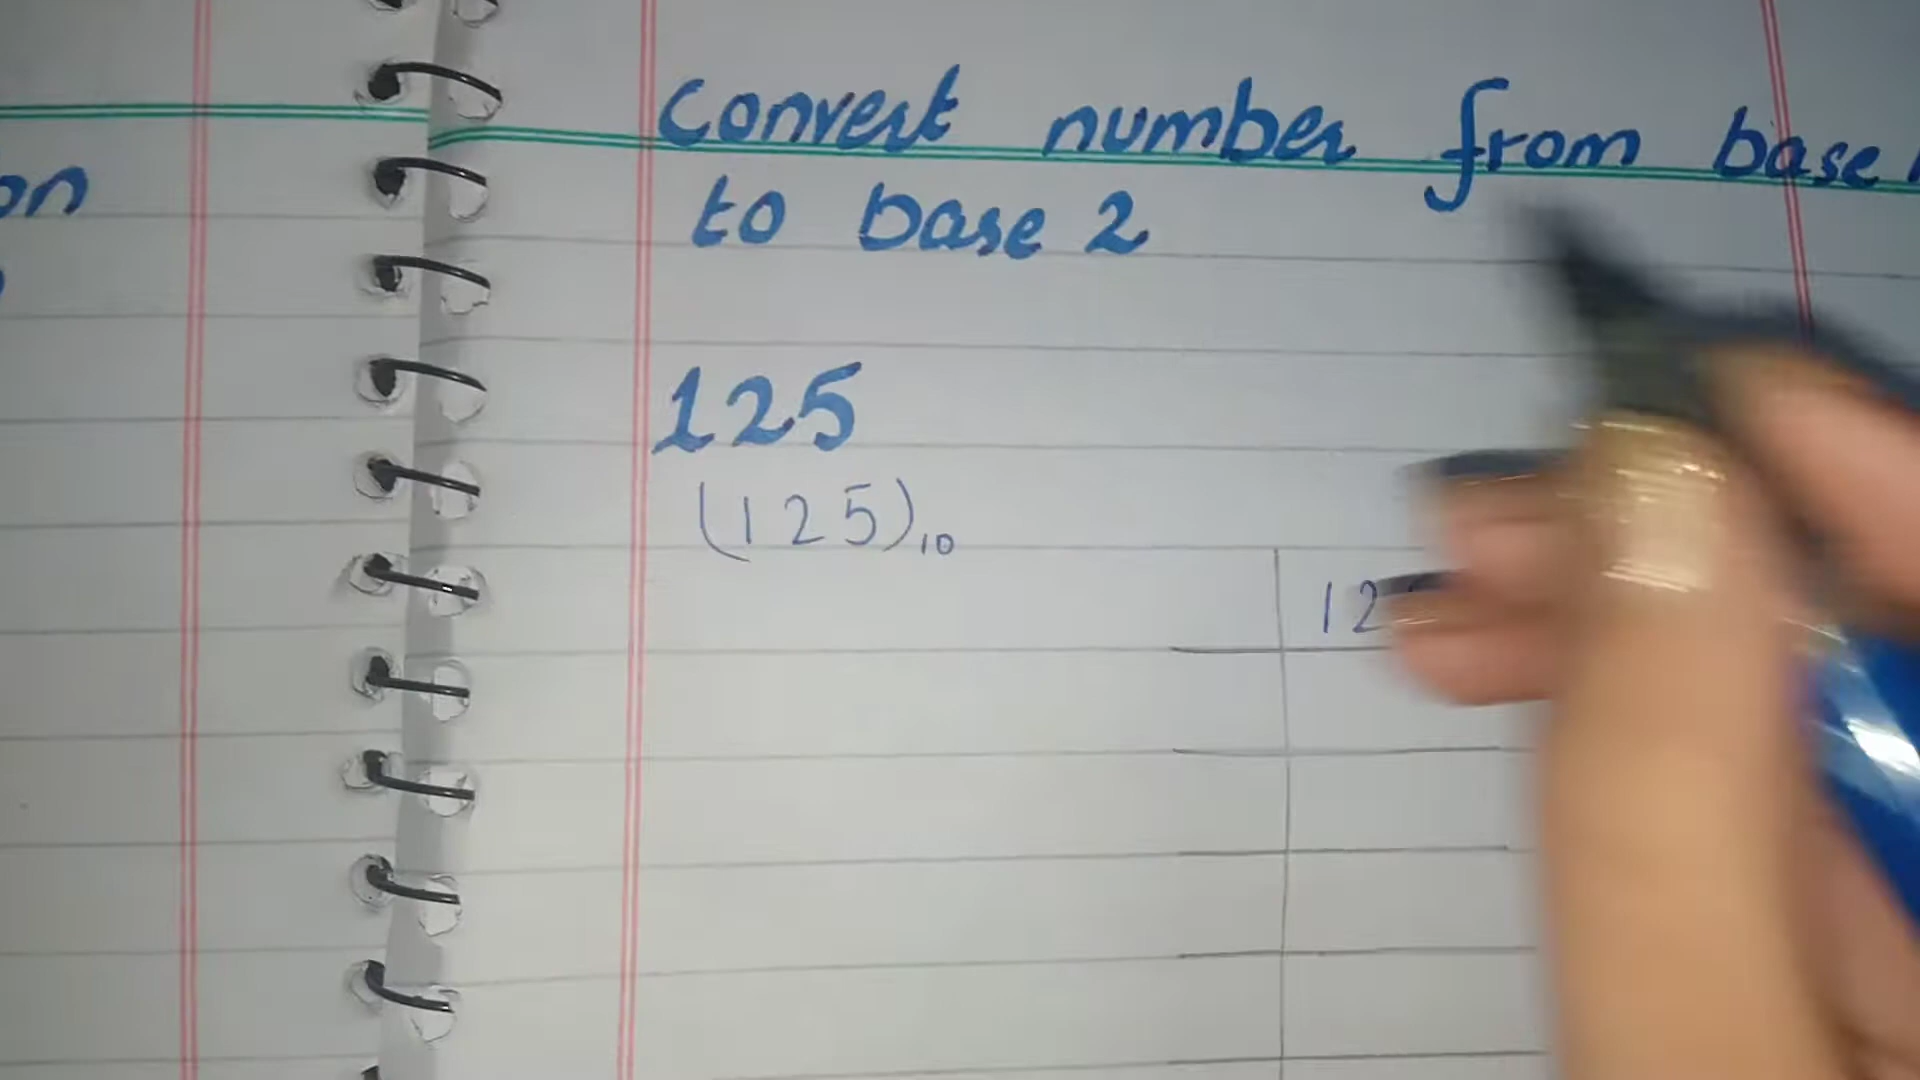 on
Convert number from base
to base 2
125
(125)₁₀
12